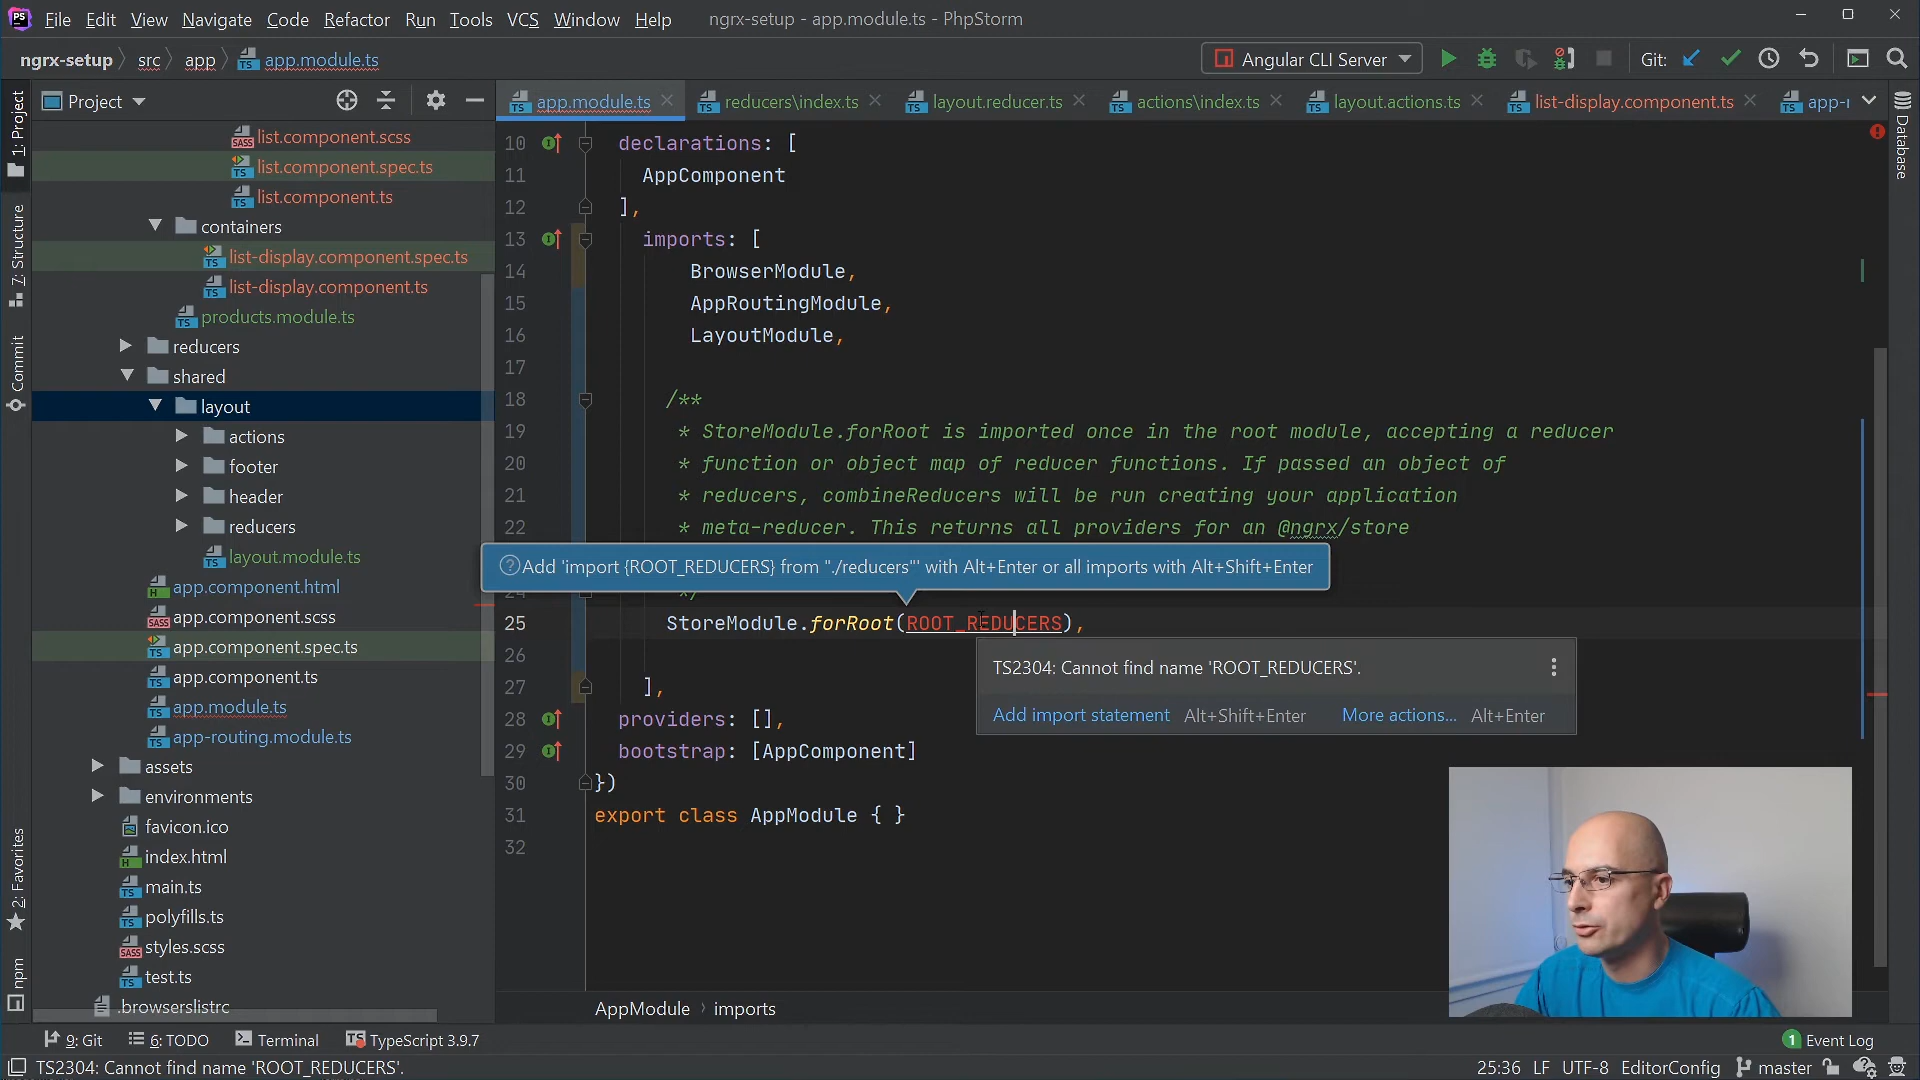 PS File Edit View Navigate Code Refactor Run Tools VCS Window Help ngrx-setup - app.module.ts - PhpStorm
ngrx-setup src app app.module.ts Angular CLI Server Git:
Project
app.module.ts reducers\index.ts layout.reducer.ts actions\index.ts layout.actions.ts list-display.component.ts app-r
1: Project
7: Structure
Commit
2: Favorites
npm
Database
list.component.scss
list.component.spec.ts
list.component.ts
containers
list-display.component.spec.ts
list-display.component.ts
products.module.ts
reducers
shared
layout
actions
footer
header
reducers
layout.module.ts
app.component.html
app.component.scss
app.component.spec.ts
app.component.ts
app.module.ts
app-routing.module.ts
assets
environments
favicon.ico
index.html
main.ts
polyfills.ts
styles.scss
test.ts
.browserslistrc
10 declarations: [
11 AppComponent
12 ],
13 imports: [
14 BrowserModule,
15 AppRoutingModule,
16 LayoutModule,
17
18 /**
19 * StoreModule.forRoot is imported once in the root module, accepting a reducer
20 * function or object map of reducer functions. If passed an object of
21 * reducers, combineReducers will be run creating your application
22 * meta-reducer. This returns all providers for an @ngrx/store
Add 'import {ROOT_REDUCERS} from "./reducers"' with Alt+Enter or all imports with Alt+Shift+Enter
24 */
25 StoreModule.forRoot(ROOT_REDUCERS),
26
TS2304: Cannot find name 'ROOT_REDUCERS'.
Add import statement Alt+Shift+Enter More actions... Alt+Enter
27 ],
28 providers: [],
29 bootstrap: [AppComponent]
30 })
31 export class AppModule { }
32
AppModule imports
9: Git 6: TODO Terminal TypeScript 3.9.7 1 Event Log
TS2304: Cannot find name 'ROOT_REDUCERS'. 25:36 LF UTF-8 EditorConfig master